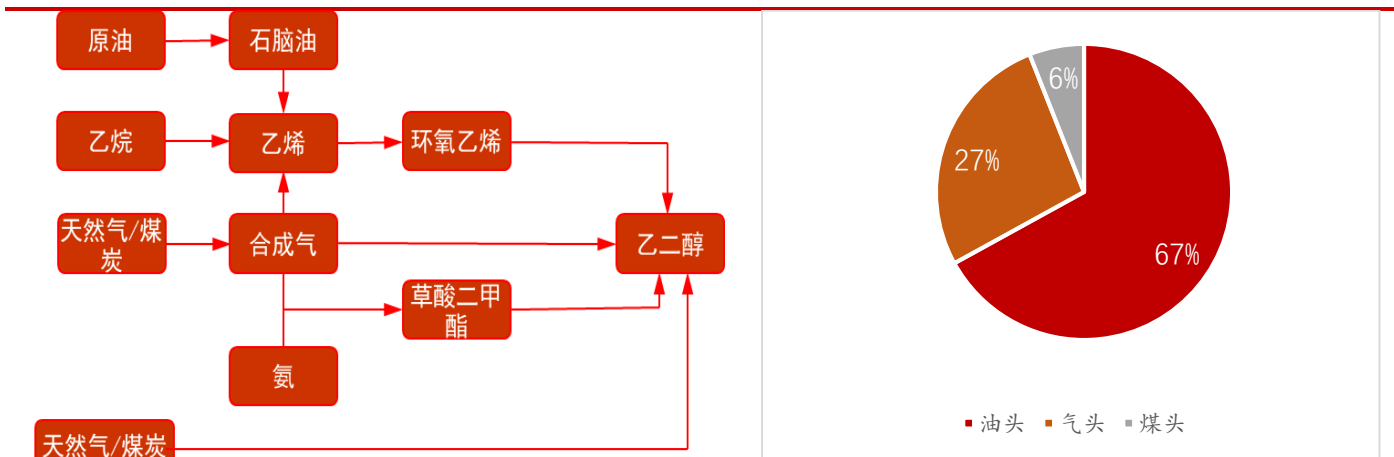 原油
石脑油
乙烷
乙烯
环氧乙烯
天然气/煤
炭
合成气
乙二醇
草酸二甲
酯
氨
天然气/煤炭
6%
27%
67%
油头
气头
煤头